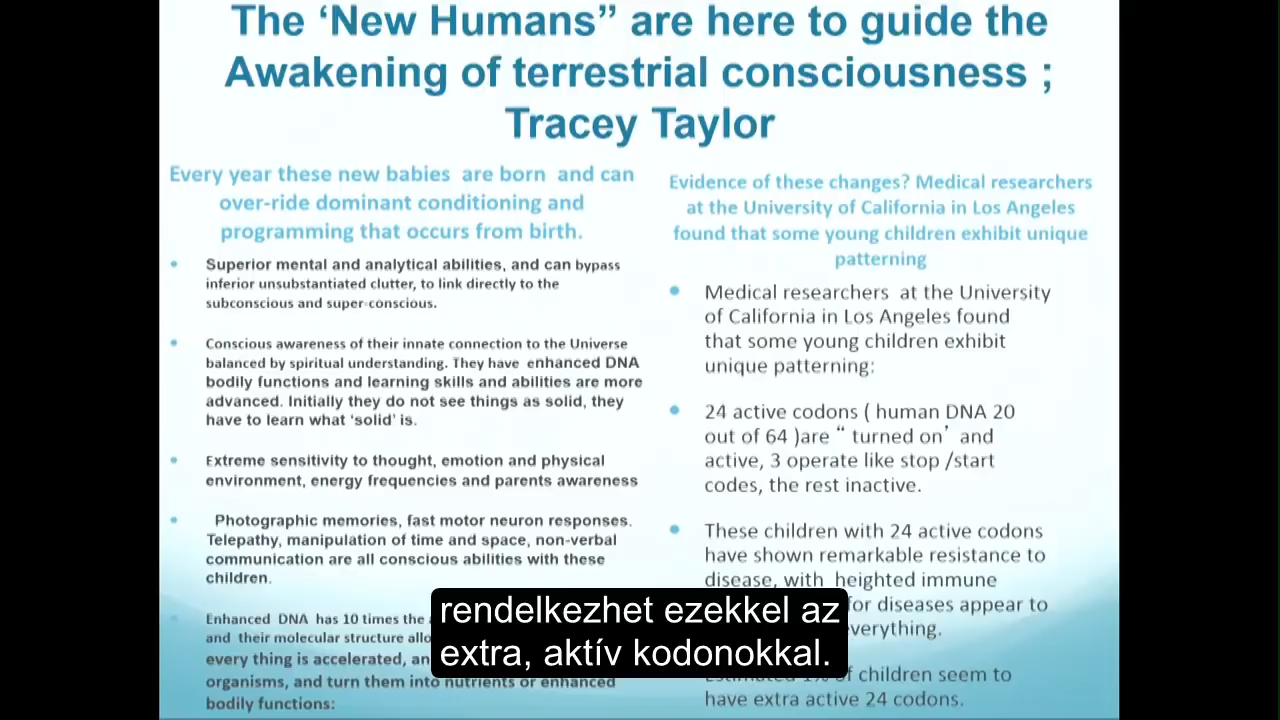 The ‘New Humans” are here to guide the
Awakening of terrestrial consciousness ;
Tracey Taylor
Every year these new babies are born and can
over-ride dominant conditioning and
programming that occurs from birth.
• Superior mental and analytical abilities, and can bypass
inferior unsubstantiated clutter, to link directly to the
subconscious and super-conscious.
• Conscious awareness of their innate connection to the Universe
balanced by spiritual understanding. They have enhanced DNA
bodily functions and learning skills and abilities are more
advanced. Initially they do not see things as solid, they
have to learn what ‘solid’ is.
• Extreme sensitivity to thought, emotion and physical
environment, energy frequencies and parents awareness
• Photographic memories, fast motor neuron responses.
Telepathy, manipulation of time and space, non-verbal
communication are all conscious abilities with these
children.
• Enhanced DNA has 10 times the
and their molecular structure
every thing is accelerated,
organisms, and turn them into nutrients or enhanced
bodily functions:
Evidence of these changes? Medical researchers
at the University of California in Los Angeles
found that some young children exhibit unique
patterning
• Medical researchers at the University
of California in Los Angeles found
that some young children exhibit
unique patterning:
• 24 active codons ( human DNA 20
out of 64 )are “ turned on’ and
active, 3 operate like stop /start
codes, the rest inactive.
• These children with 24 active codons
have shown remarkable resistance to
disease, with heighted immune
for diseases appear to
everything.
Estimated 1% of children seem to
have extra active 24 codons.
rendelkezhet ezekkel az
extra, aktív kodonokkal.